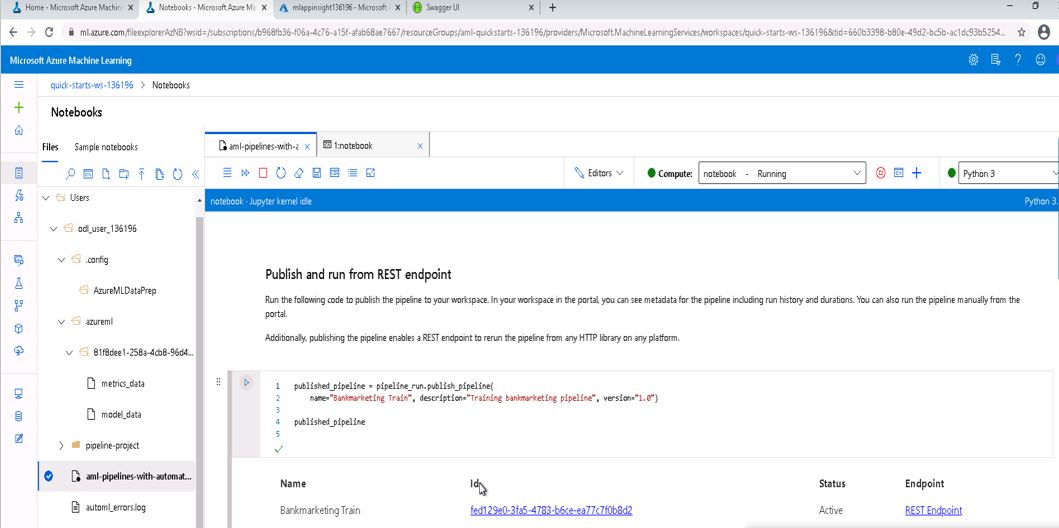 Home - Microsoft Azure Machin
Notebooks - Microsoft Azure Ma
mlappinsight136196 - Microsoft A
Swagger UI
ml.azure.com/fileexplorerAzNB?wsid=/subscriptions/b968fb36-f06a-4c76-a15f-afab68ae7667/resourceGroups/aml-quickstarts-136196/providers/Microsoft.MachineLearningServices/workspaces/quick-starts-ws-136196&tid=660b3398-b80e-49d2-bc5b-ac1dc93b5254...
Microsoft Azure Machine Learning
quick-starts-ws-136196 > Notebooks
Notebooks
Files
Sample notebooks
aml-pipelines-with-a
1:notebook
Editors
Compute:
notebook - Running
Python 3
notebook · Jupyter kernel idle
Python 3.
Users
odl_user_136196
.config
AzureMLDataPrep
azureml
81f8dee1-258a-4cb8-96d4...
metrics_data
model_data
pipeline-project
aml-pipelines-with-automat...
automl_errors.log
Publish and run from REST endpoint
Run the following code to publish the pipeline to your workspace. In your workspace in the portal, you can see metadata for the pipeline including run history and durations. You can also run the pipeline manually from the
portal.
Additionally, publishing the pipeline enables a REST endpoint to rerun the pipeline from any HTTP library on any platform.
1 published_pipeline = pipeline_run.publish_pipeline(
2 name="Bankmarketing Train", description="Training bankmarketing pipeline", version="1.0")
3
4 published_pipeline
5
Name Id Status Endpoint
Bankmarketing Train fed129e0-3fa5-4783-b6ce-ea77c7f0b8d2 Active REST Endpoint